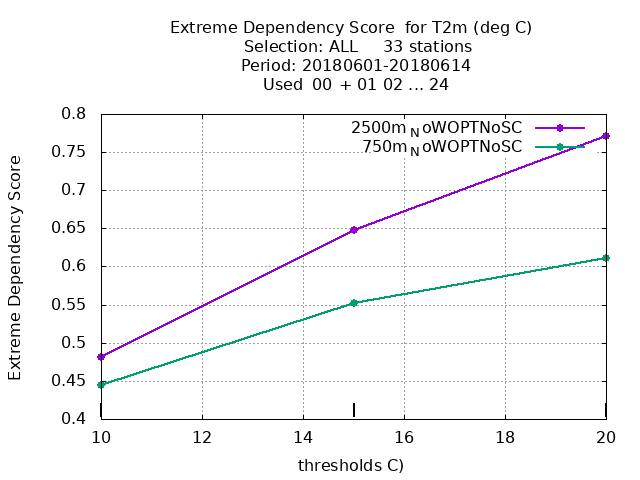 Extreme Dependency Score for T2m (deg C)
Selection: ALL 33 stations
Period: 20180601-20180614
Used 00 + 01 02 ... 24
2500m_NoWOPTNoSC
750m_NoWOPTNoSC
Extreme Dependency Score
0.8
0.75
0.7
0.65
0.6
0.55
0.5
0.45
0.4
10 12 14 16 18 20
thresholds C)